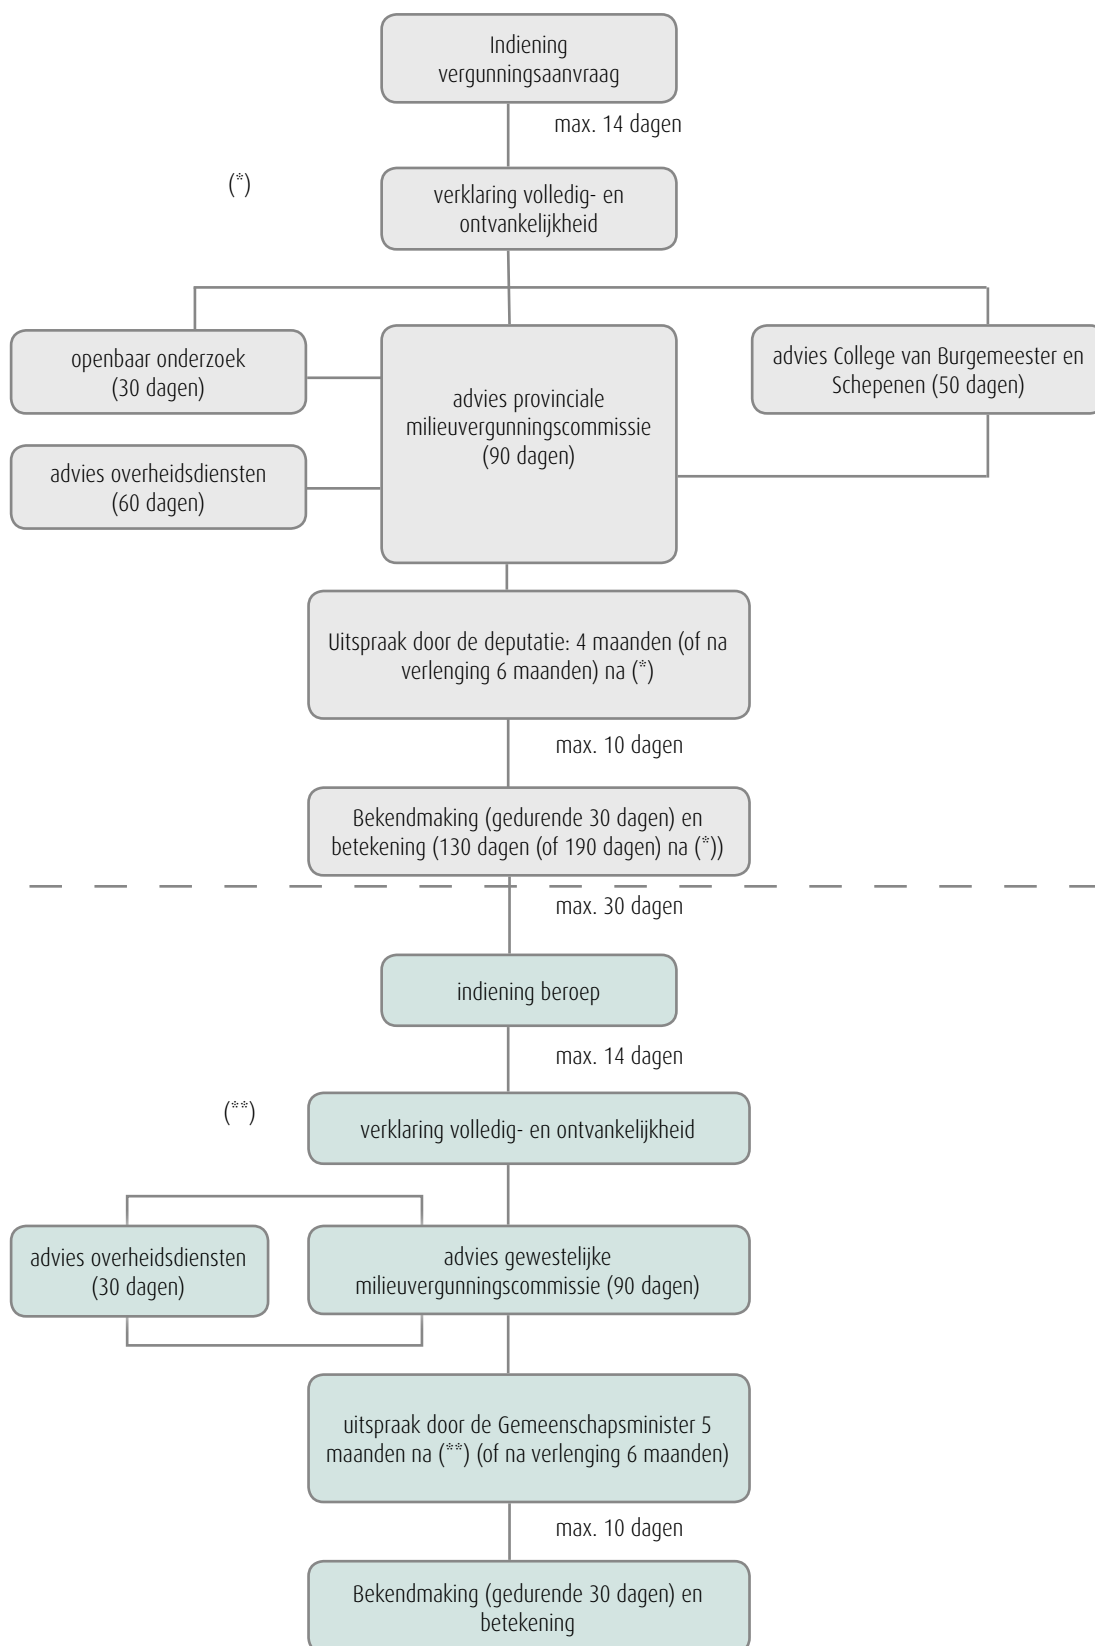 Indiening
vergunningsaanvraag
max. 14 dagen
(*)
verklaring volledig- en
ontvankelijkheid
openbaar onderzoek
(30 dagen)
advies provinciale
milieuvergunningscommissie
(90 dagen)
advies College van Burgemeester en
Schepenen (50 dagen)
advies overheidsdiensten
(60 dagen)
Uitspraak door de deputatie: 4 maanden (of na
verlenging 6 maanden) na (*)
max. 10 dagen
Bekendmaking (gedurende 30 dagen) en
betekening (130 dagen (of 190 dagen) na (*))
max. 30 dagen
indiening beroep
max. 14 dagen
(**)
verklaring volledig- en ontvankelijkheid
advies overheidsdiensten
(30 dagen)
advies gewestelijke
milieuvergunningscommissie (90 dagen)
uitspraak door de Gemeenschapsminister 5
maanden na (**) (of na verlenging 6 maanden)
max. 10 dagen
Bekendmaking (gedurende 30 dagen) en
betekening